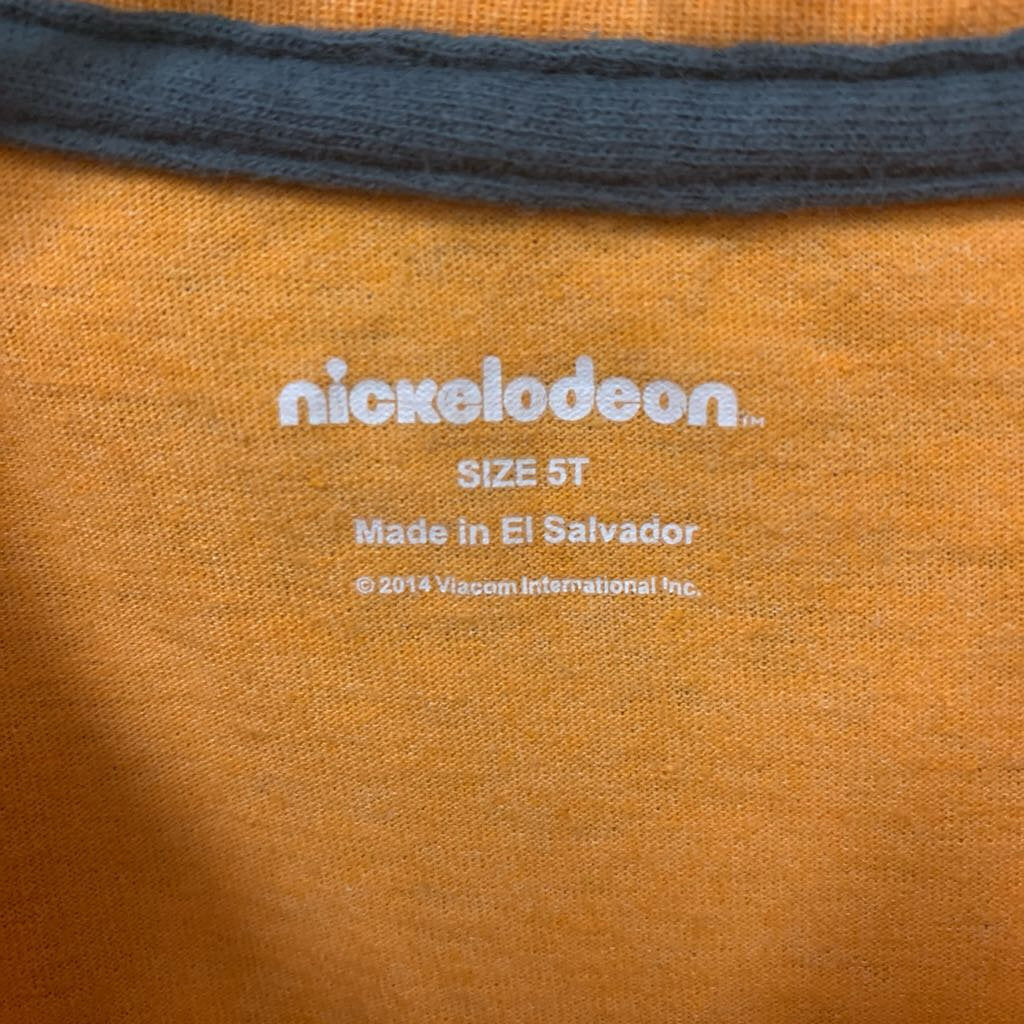 nickelodeon™
SIZE 5T
Made in El Salvador
© 2014 Viacom International Inc.